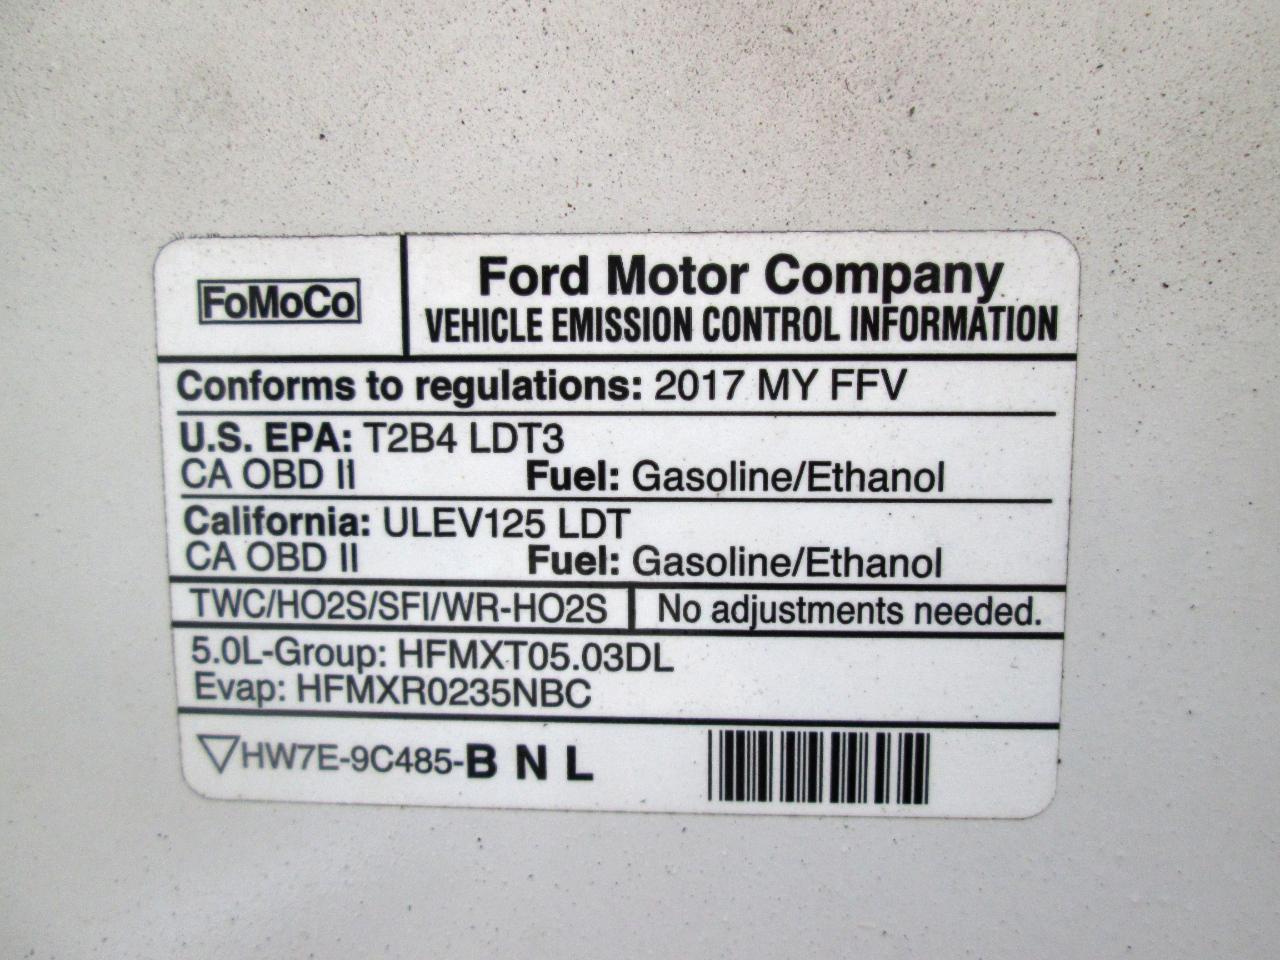 FoMoCo
Ford Motor Company
VEHICLE EMISSION CONTROL INFORMATION
Conforms to regulations: 2017 MY FFV
U.S. EPA: T2B4 LDT3
CA OBD II Fuel: Gasoline/Ethanol
California: ULEV125 LDT
CA OBD II Fuel: Gasoline/Ethanol
TWC/HO2S/SFI/WR-HO2S No adjustments needed.
5.0L-Group: HFMXT05.03DL
Evap: HFMXR0235NBC
HW7E-9C485-B N L